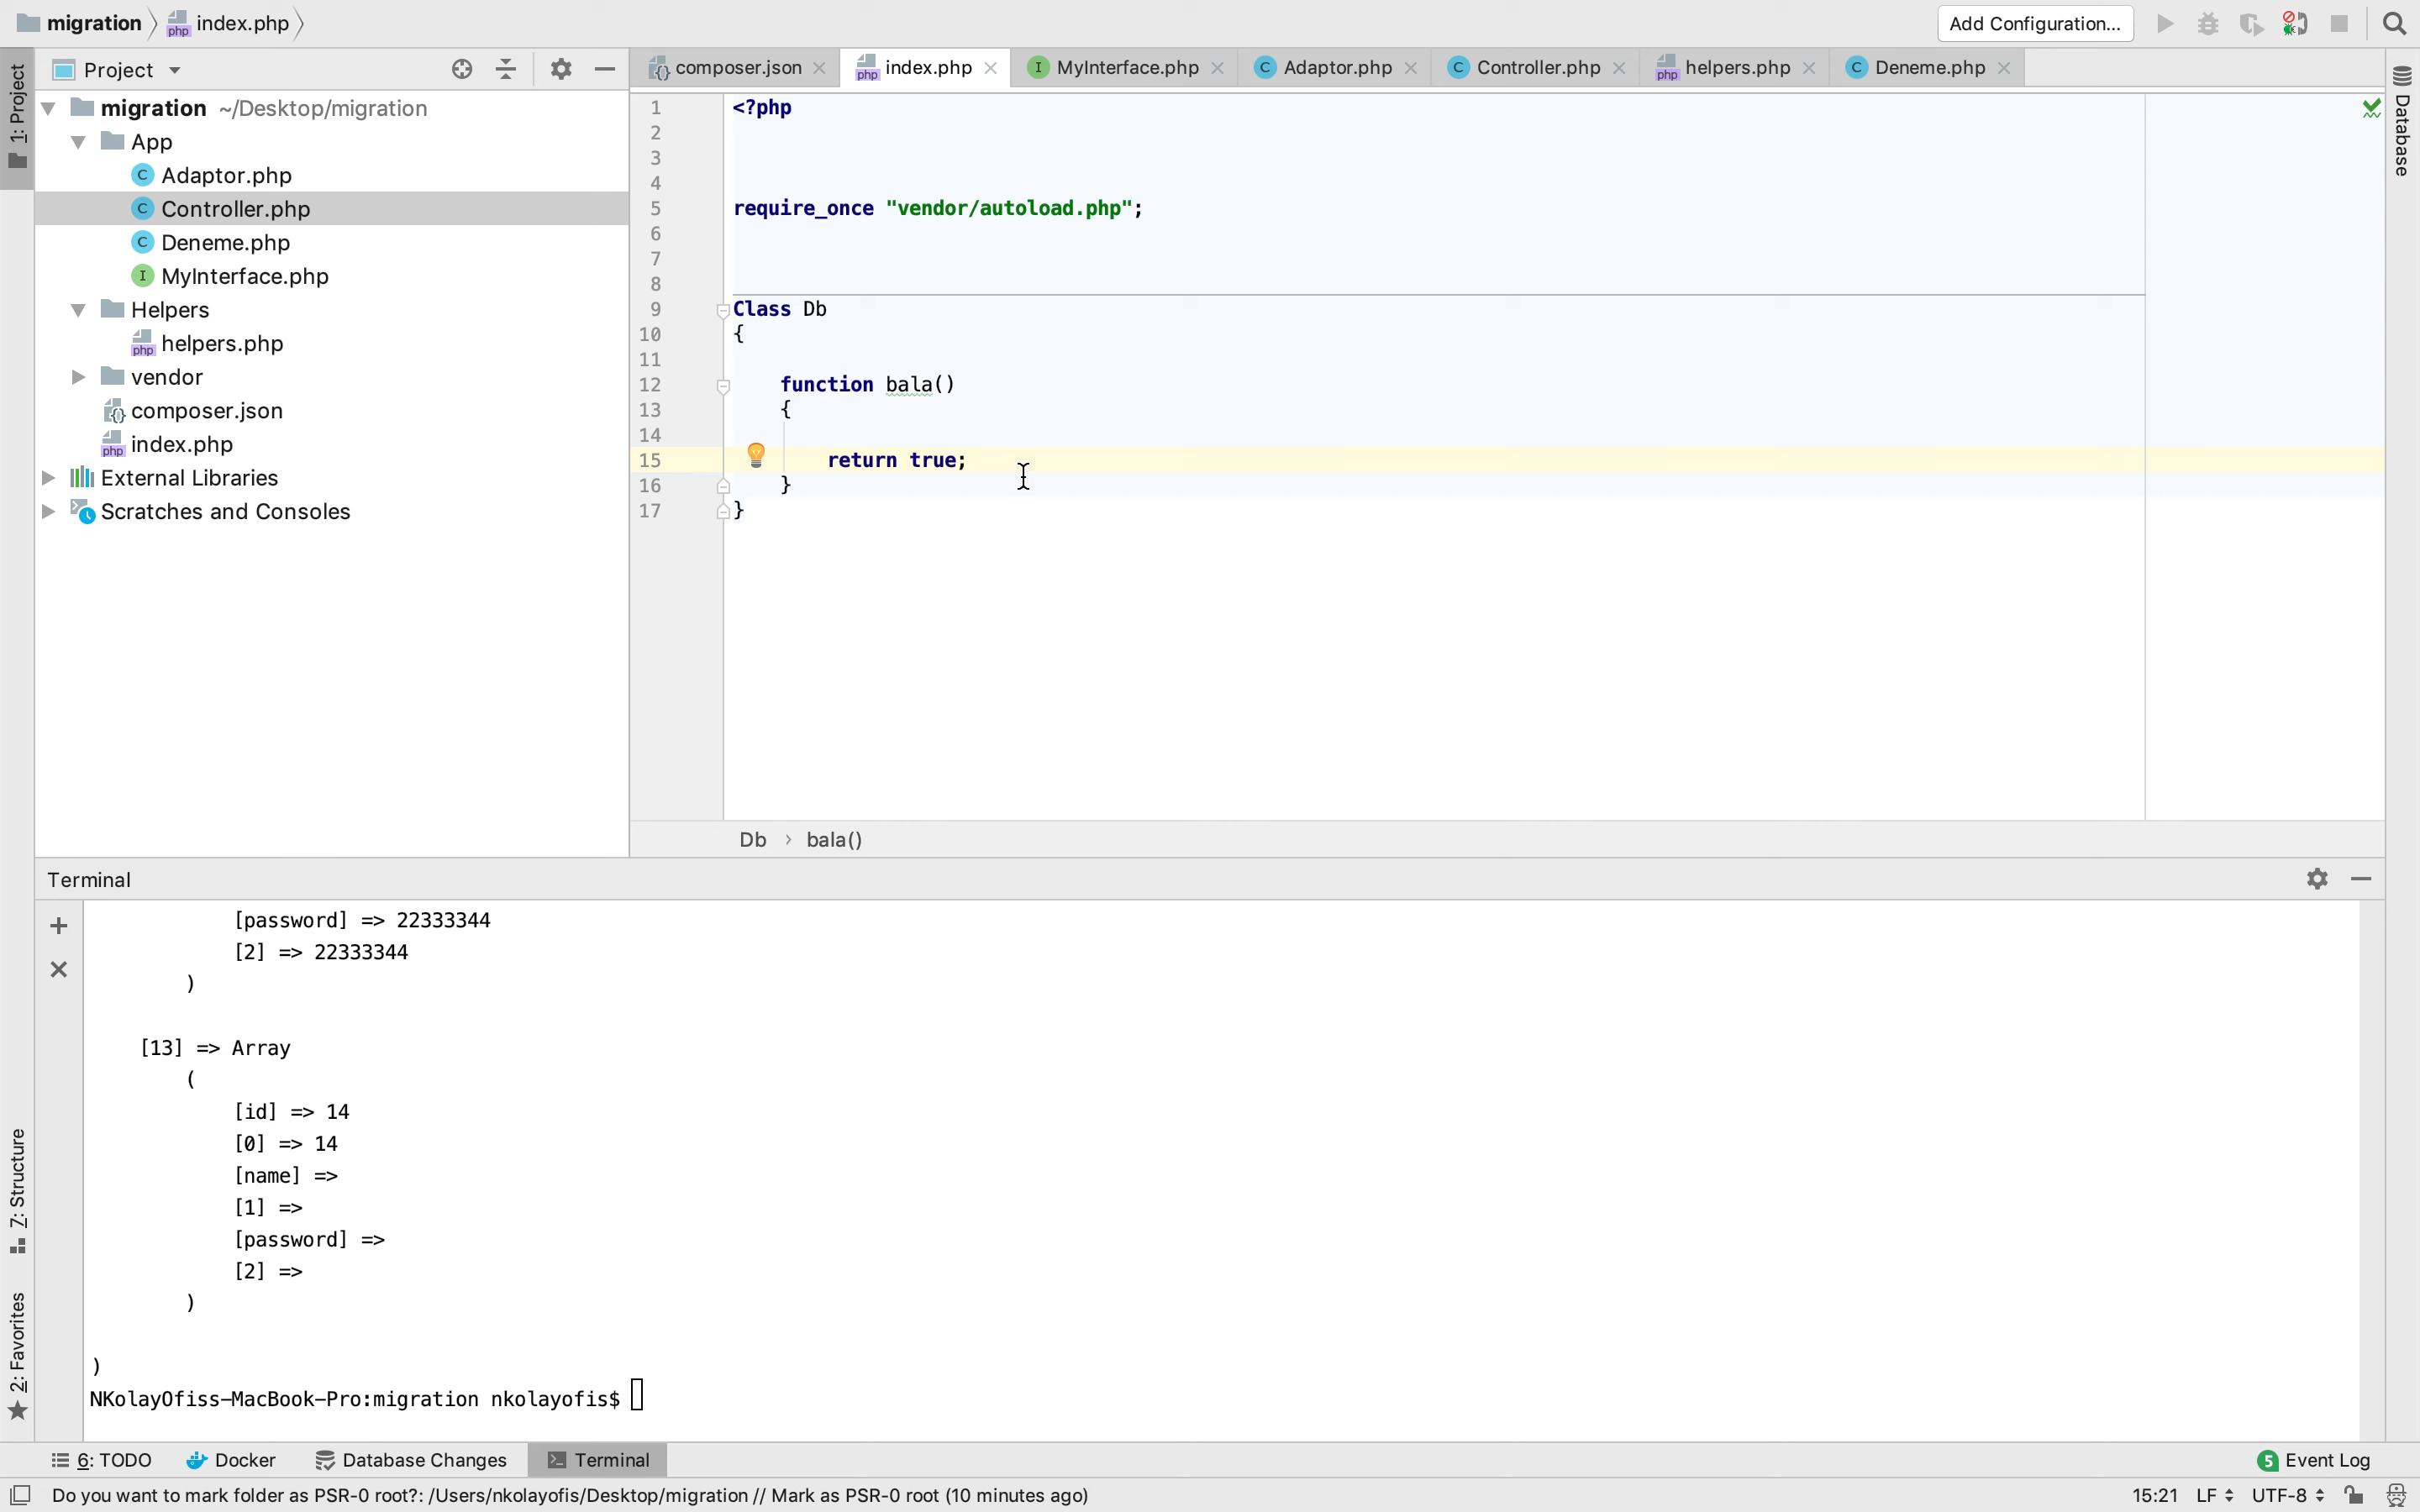 migration
index.php
Add Configuration...
1: Project
Project
composer.json
index.php
MyInterface.php
Adaptor.php
Controller.php
helpers.php
Deneme.php
Database
migration ~/Desktop/migration
App
Adaptor.php
Controller.php
Deneme.php
MyInterface.php
Helpers
helpers.php
vendor
composer.json
index.php
External Libraries
Scratches and Consoles
1 <?php
2
3
4
5 require_once "vendor/autoload.php";
6
7
8
9 Class Db
10 {
11
12 function bala()
13 {
14
15 return true;
16 }
17 }
Db › bala()
Terminal
[password] => 22333344
[2] => 22333344
)
[13] => Array
(
[id] => 14
[0] => 14
[name] =>
[1] =>
[password] =>
[2] =>
)
)
NKolayOfiss-MacBook-Pro:migration nkolayofis$
7: Structure
2: Favorites
6: TODO
Docker
Database Changes
Terminal
5 Event Log
Do you want to mark folder as PSR-0 root?: /Users/nkolayofis/Desktop/migration // Mark as PSR-0 root (10 minutes ago)
15:21 LF UTF-8